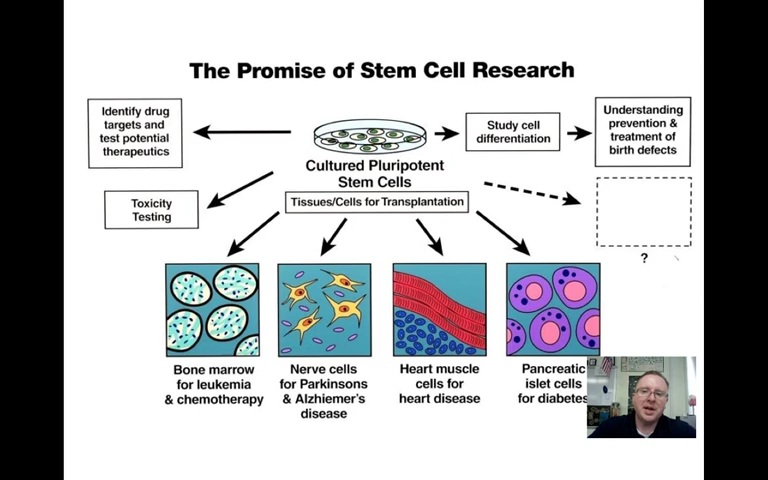 The Promise of Stem Cell Research
Identify drug
targets and
test potential
therapeutics
Study cell
differentiation
Understanding
prevention &
treatment of
birth defects
Cultured Pluripotent
Stem Cells
Toxicity
Testing
Tissues/Cells for Transplantation
?
Bone marrow
for leukemia
& chemotherapy
Nerve cells
for Parkinsons
& Alzhiemer's
disease
Heart muscle
cells for
heart disease
Pancreatic
islet cells
for diabetes